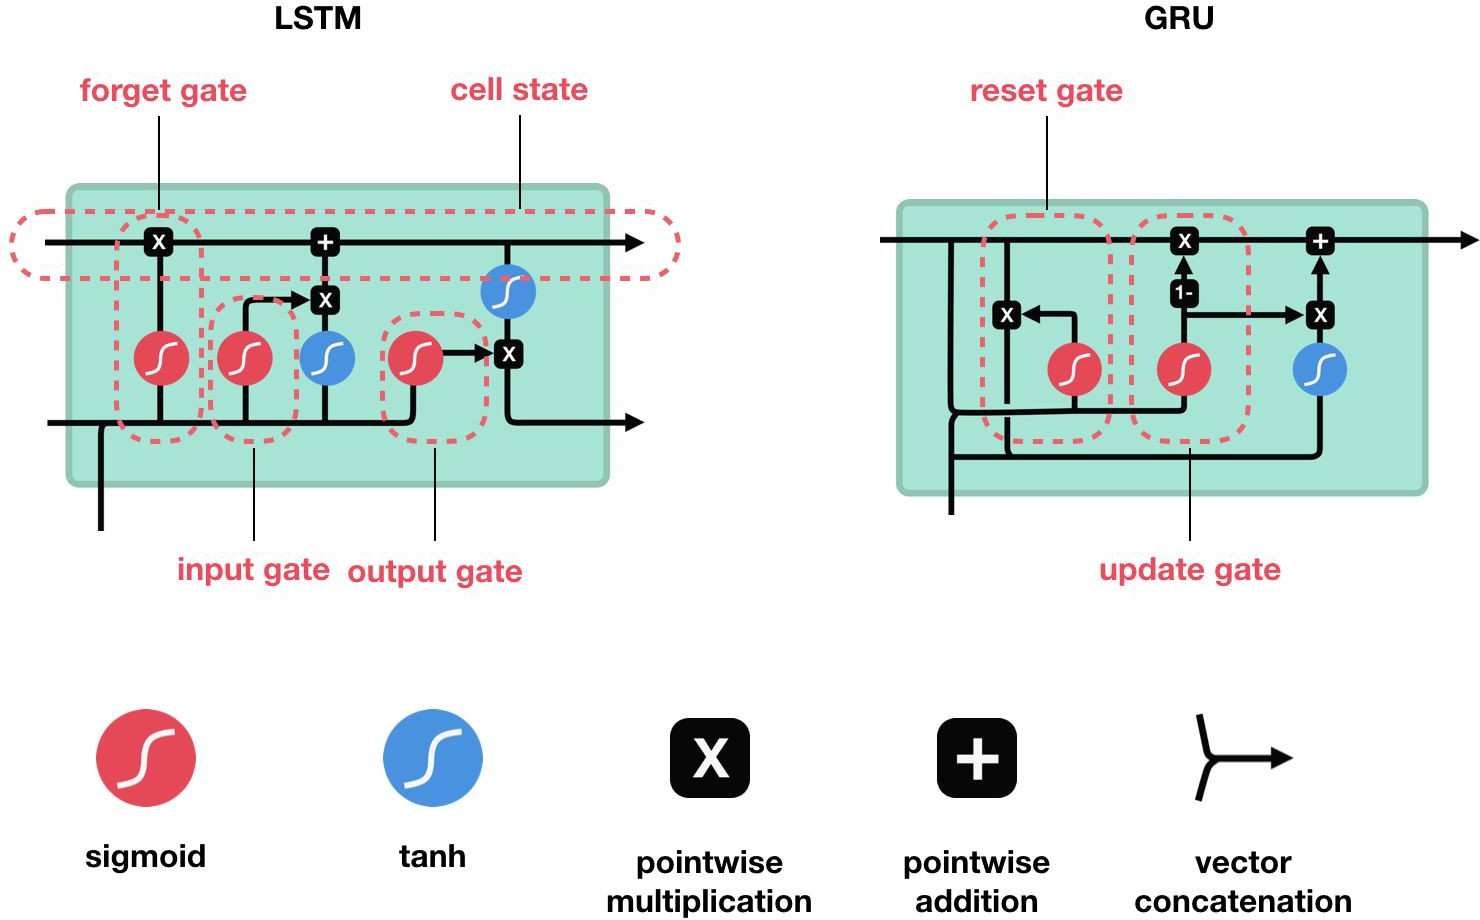 LSTM
GRU
forget gate
cell state
reset gate
X
+
X
X
X
+
1-
X
X
input gate
output gate
update gate
X
+
sigmoid
tanh
pointwise
multiplication
pointwise
addition
vector
concatenation